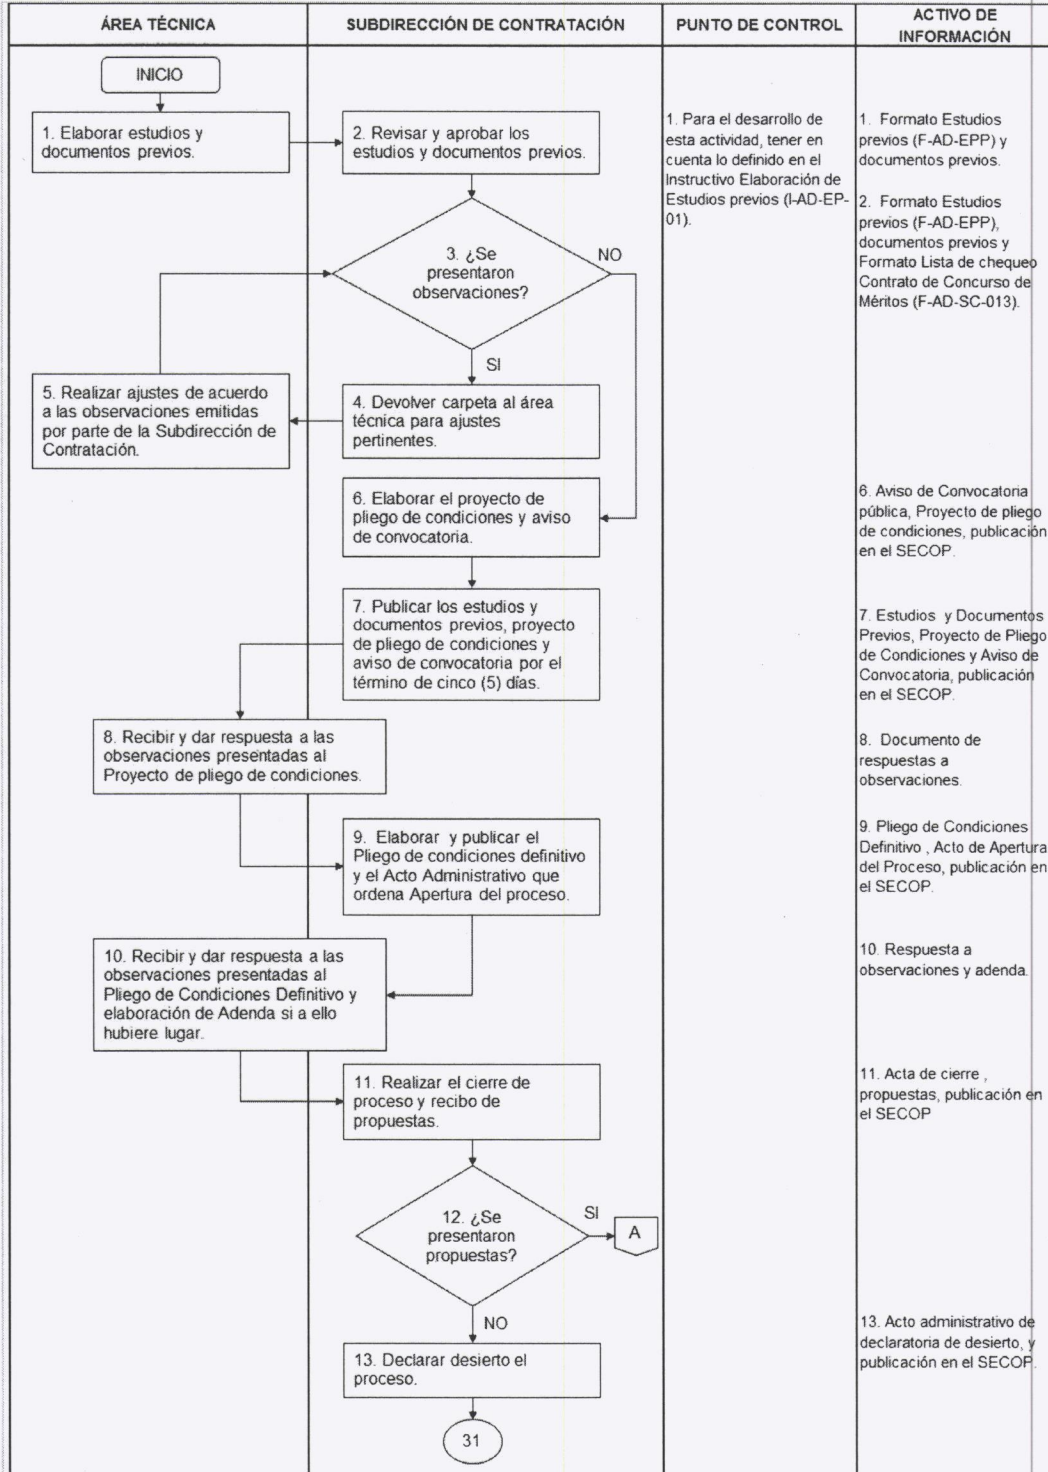 ÁREA TÉCNICA
SUBDIRECCIÓN DE CONTRATACIÓN
PUNTO DE CONTROL
ACTIVO DE
INFORMACIÓN
INICIO
1. Elaborar estudios y
documentos previos.
2. Revisar y aprobar los
estudios y documentos previos.
1. Para el desarrollo de
esta actividad, tener en
cuenta lo definido en el
Instructivo Elaboración de
Estudios previos (I-AD-EP-
01).
1. Formato Estudios
previos (F-AD-EPP) y
documentos previos.
2. Formato Estudios
previos (F-AD-EPP),
documentos previos y
Formato Lista de chequeo
Contrato de Concurso de
Méritos (F-AD-SC-013).
3. ¿Se
presentaron
observaciones?
NO
SI
5. Realizar ajustes de acuerdo
a las observaciones emitidas
por parte de la Subdirección de
Contratación.
4. Devolver carpeta al área
técnica para ajustes
pertinentes.
6. Elaborar el proyecto de
pliego de condiciones y aviso
de convocatoria.
6. Aviso de Convocatoria
pública, Proyecto de pliego
de condiciones, publicación
en el SECOP.
7. Publicar los estudios y
documentos previos, proyecto
de pliego de condiciones y
aviso de convocatoria por el
término de cinco (5) días.
7. Estudios y Documentos
Previos, Proyecto de Pliego
de Condiciones y Aviso de
Convocatoria, publicación
en el SECOP.
8. Recibir y dar respuesta a las
observaciones presentadas al
Proyecto de pliego de condiciones.
8. Documento de
respuestas a
observaciones.
9. Elaborar y publicar el
Pliego de condiciones definitivo
y el Acto Administrativo que
ordena Apertura del proceso.
9. Pliego de Condiciones
Definitivo , Acto de Apertura
del Proceso, publicación en
el SECOP.
10. Recibir y dar respuesta a las
observaciones presentadas al
Pliego de Condiciones Definitivo y
elaboración de Adenda si a ello
hubiere lugar.
10. Respuesta a
observaciones y adenda.
11. Realizar el cierre de
proceso y recibo de
propuestas.
11. Acta de cierre ,
propuestas, publicación en
el SECOP
12. ¿Se
presentaron
propuestas?
SI
A
NO
13. Declarar desierto el
proceso.
13. Acto administrativo de
declaratoria de desierto, y
publicación en el SECOP.
31